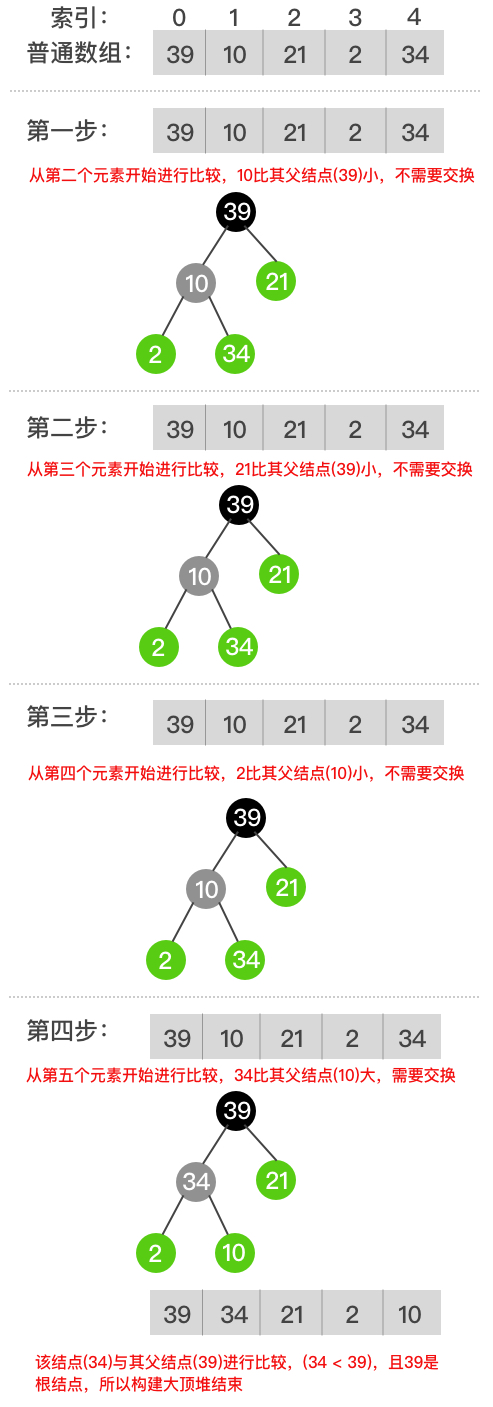 索引： 0 1 2 3 4
普通数组： 39 10 21 2 34
第一步： 39 10 21 2 34
从第二个元素开始进行比较，10比其父结点(39)小，不需要交换
39
10 21
2 34
第二步： 39 10 21 2 34
从第三个元素开始进行比较，21比其父结点(39)小，不需要交换
39
10 21
2 34
第三步： 39 10 21 2 34
从第四个元素开始进行比较，2比其父结点(10)小，不需要交换
39
10 21
2 34
第四步： 39 10 21 2 34
从第五个元素开始进行比较，34比其父结点(10)大，需要交换
39
34 21
2 10
39 34 21 2 10
该结点(34)与其父结点(39)进行比较，(34 < 39)，且39是
根结点，所以构建大顶堆结束